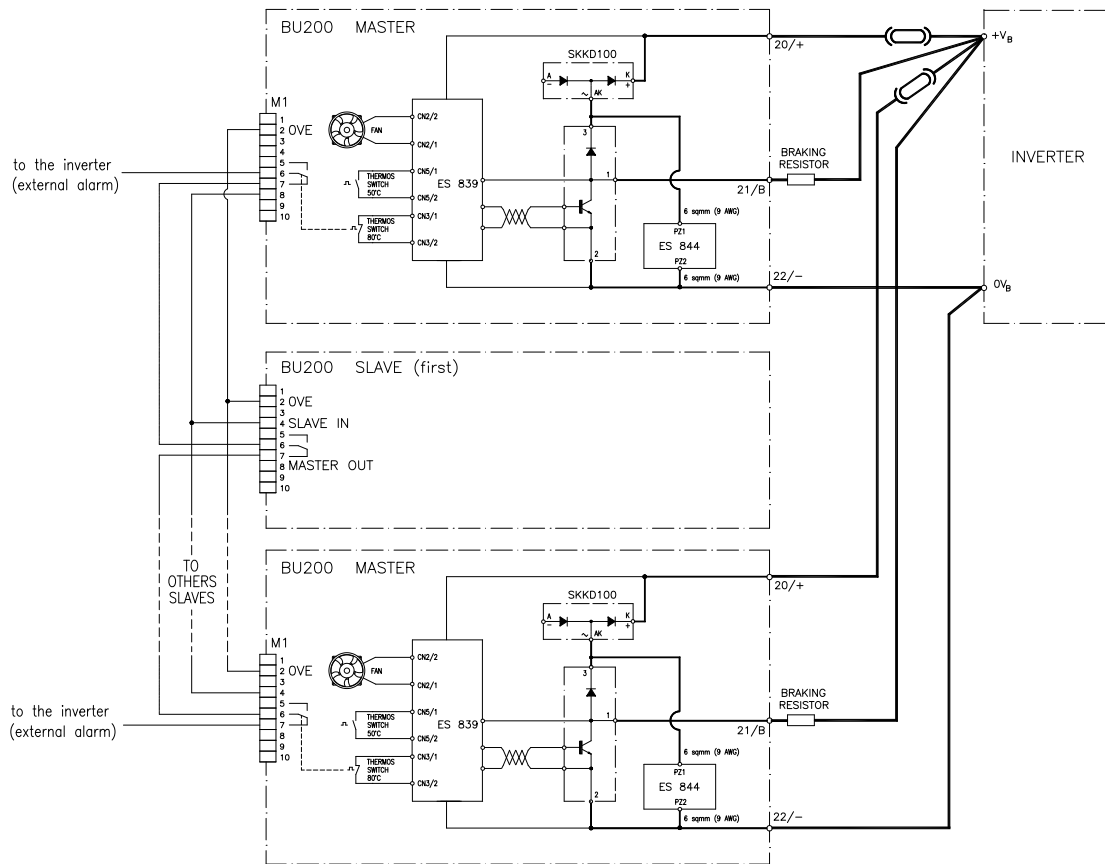 BU200 MASTER
INVERTER
20/+
+VB
SKKD100
A
-
K
+
~ AK
M1
1
2 OVE
3
4
5
6
7
8
9
10
FAN
CN2/2
CN2/1
CN5/1
CN5/2
CN3/1
CN3/2
THERMOS
SWITCH
50°C
THERMOS
SWITCH
80°C
ES 839
3
1
2
BRAKING
RESISTOR
21/B
6 sqmm (9 AWG)
PZ1
ES 844
PZ2
6 sqmm (9 AWG)
22/-
0VB
to the inverter
(external alarm)
BU200 SLAVE (first)
1
2 OVE
3
4 SLAVE IN
5
6
7
MASTER OUT
8
9
10
TO
OTHERS
SLAVES
BU200 MASTER
20/+
SKKD100
A
-
K
+
~ AK
M1
1
2 OVE
3
4
5
6
7
8
9
10
FAN
CN2/2
CN2/1
CN5/1
CN5/2
CN3/1
CN3/2
THERMOS
SWITCH
50°C
THERMOS
SWITCH
80°C
ES 839
3
1
2
BRAKING
RESISTOR
21/B
6 sqmm (9 AWG)
PZ1
ES 844
PZ2
6 sqmm (9 AWG)
22/-
to the inverter
(external alarm)